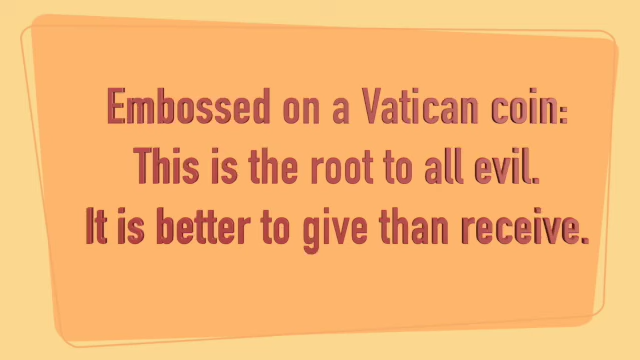 Embossed on a Vatican coin:
This is the root to all evil.
It is better to give than receive.